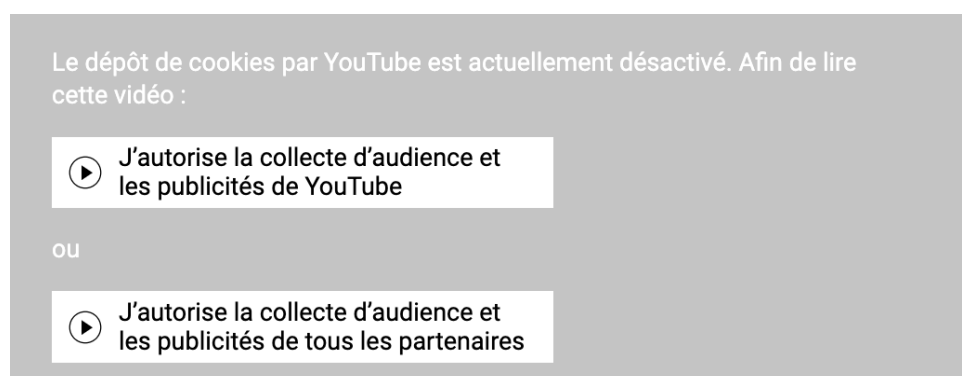 Le dépôt de cookies par YouTube est actuellement désactivé. Afin de lire
cette vidéo :
J’autorise la collecte d’audience et
les publicités de YouTube
ou
J’autorise la collecte d’audience et
les publicités de tous les partenaires